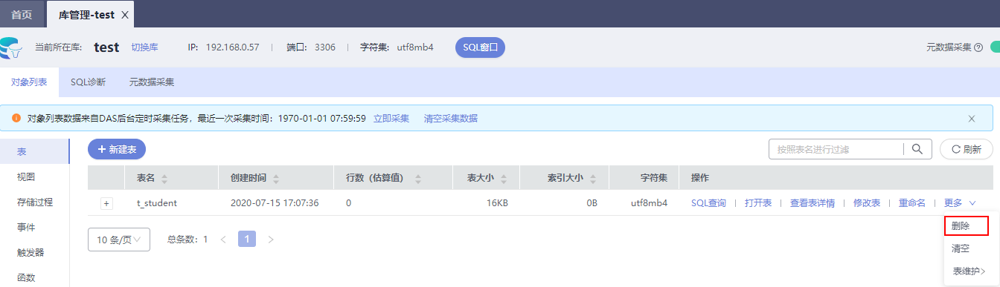 首页 库管理-test X
当前所在库: test 切换库 IP: 192.168.0.57 | 端口: 3306 | 字符集: utf8mb4 SQL窗口 元数据采集
对象列表 SQL诊断 元数据采集
对象列表数据来自DAS后台定时采集任务，最近一次采集时间：1970-01-01 07:59:59 立即采集 清空采集数据
表 + 新建表 按照表名进行过滤 刷新
表名 创建时间 行数（估算值） 表大小 索引大小 字符集 操作
视图
存储过程 + t_student 2020-07-15 17:07:36 0 16KB 0B utf8mb4 SQL查询 | 打开表 | 查看表详情 | 修改表 | 重命名 | 更多
事件 删除
10 条/页 总条数: 1 < 1 >
触发器 清空
函数 表维护>